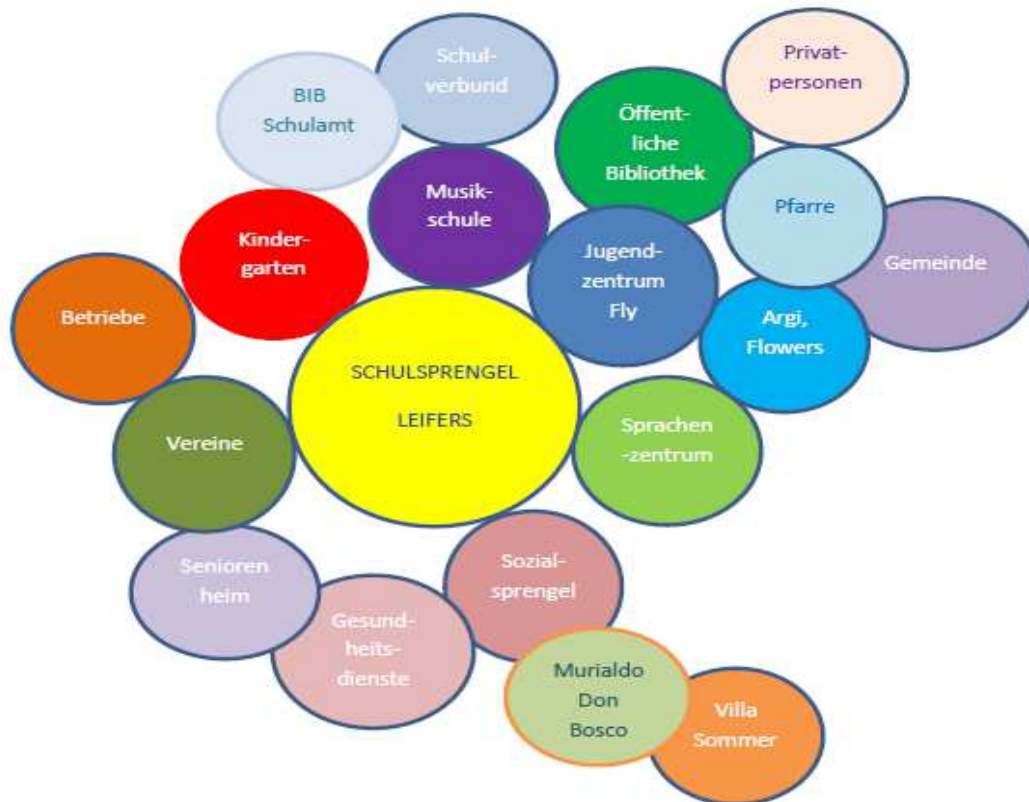 Schul-
verbund
Privat-
personen
BIB
Schulamt
Öffent-
liche
Bibliothek
Musik-
schule
Pfarre
Kinder-
garten
Jugend-
zentrum
Fly
Gemeinde
Betriebe
Argi,
Flowers
SCHULSPRENGEL
LEIFERS
Vereine
Sprachen
-zentrum
Senioren
heim
Sozial-
sprengel
Gesund-
heits-
dienste
Murialdo
Don
Bosco
Villa
Sommer